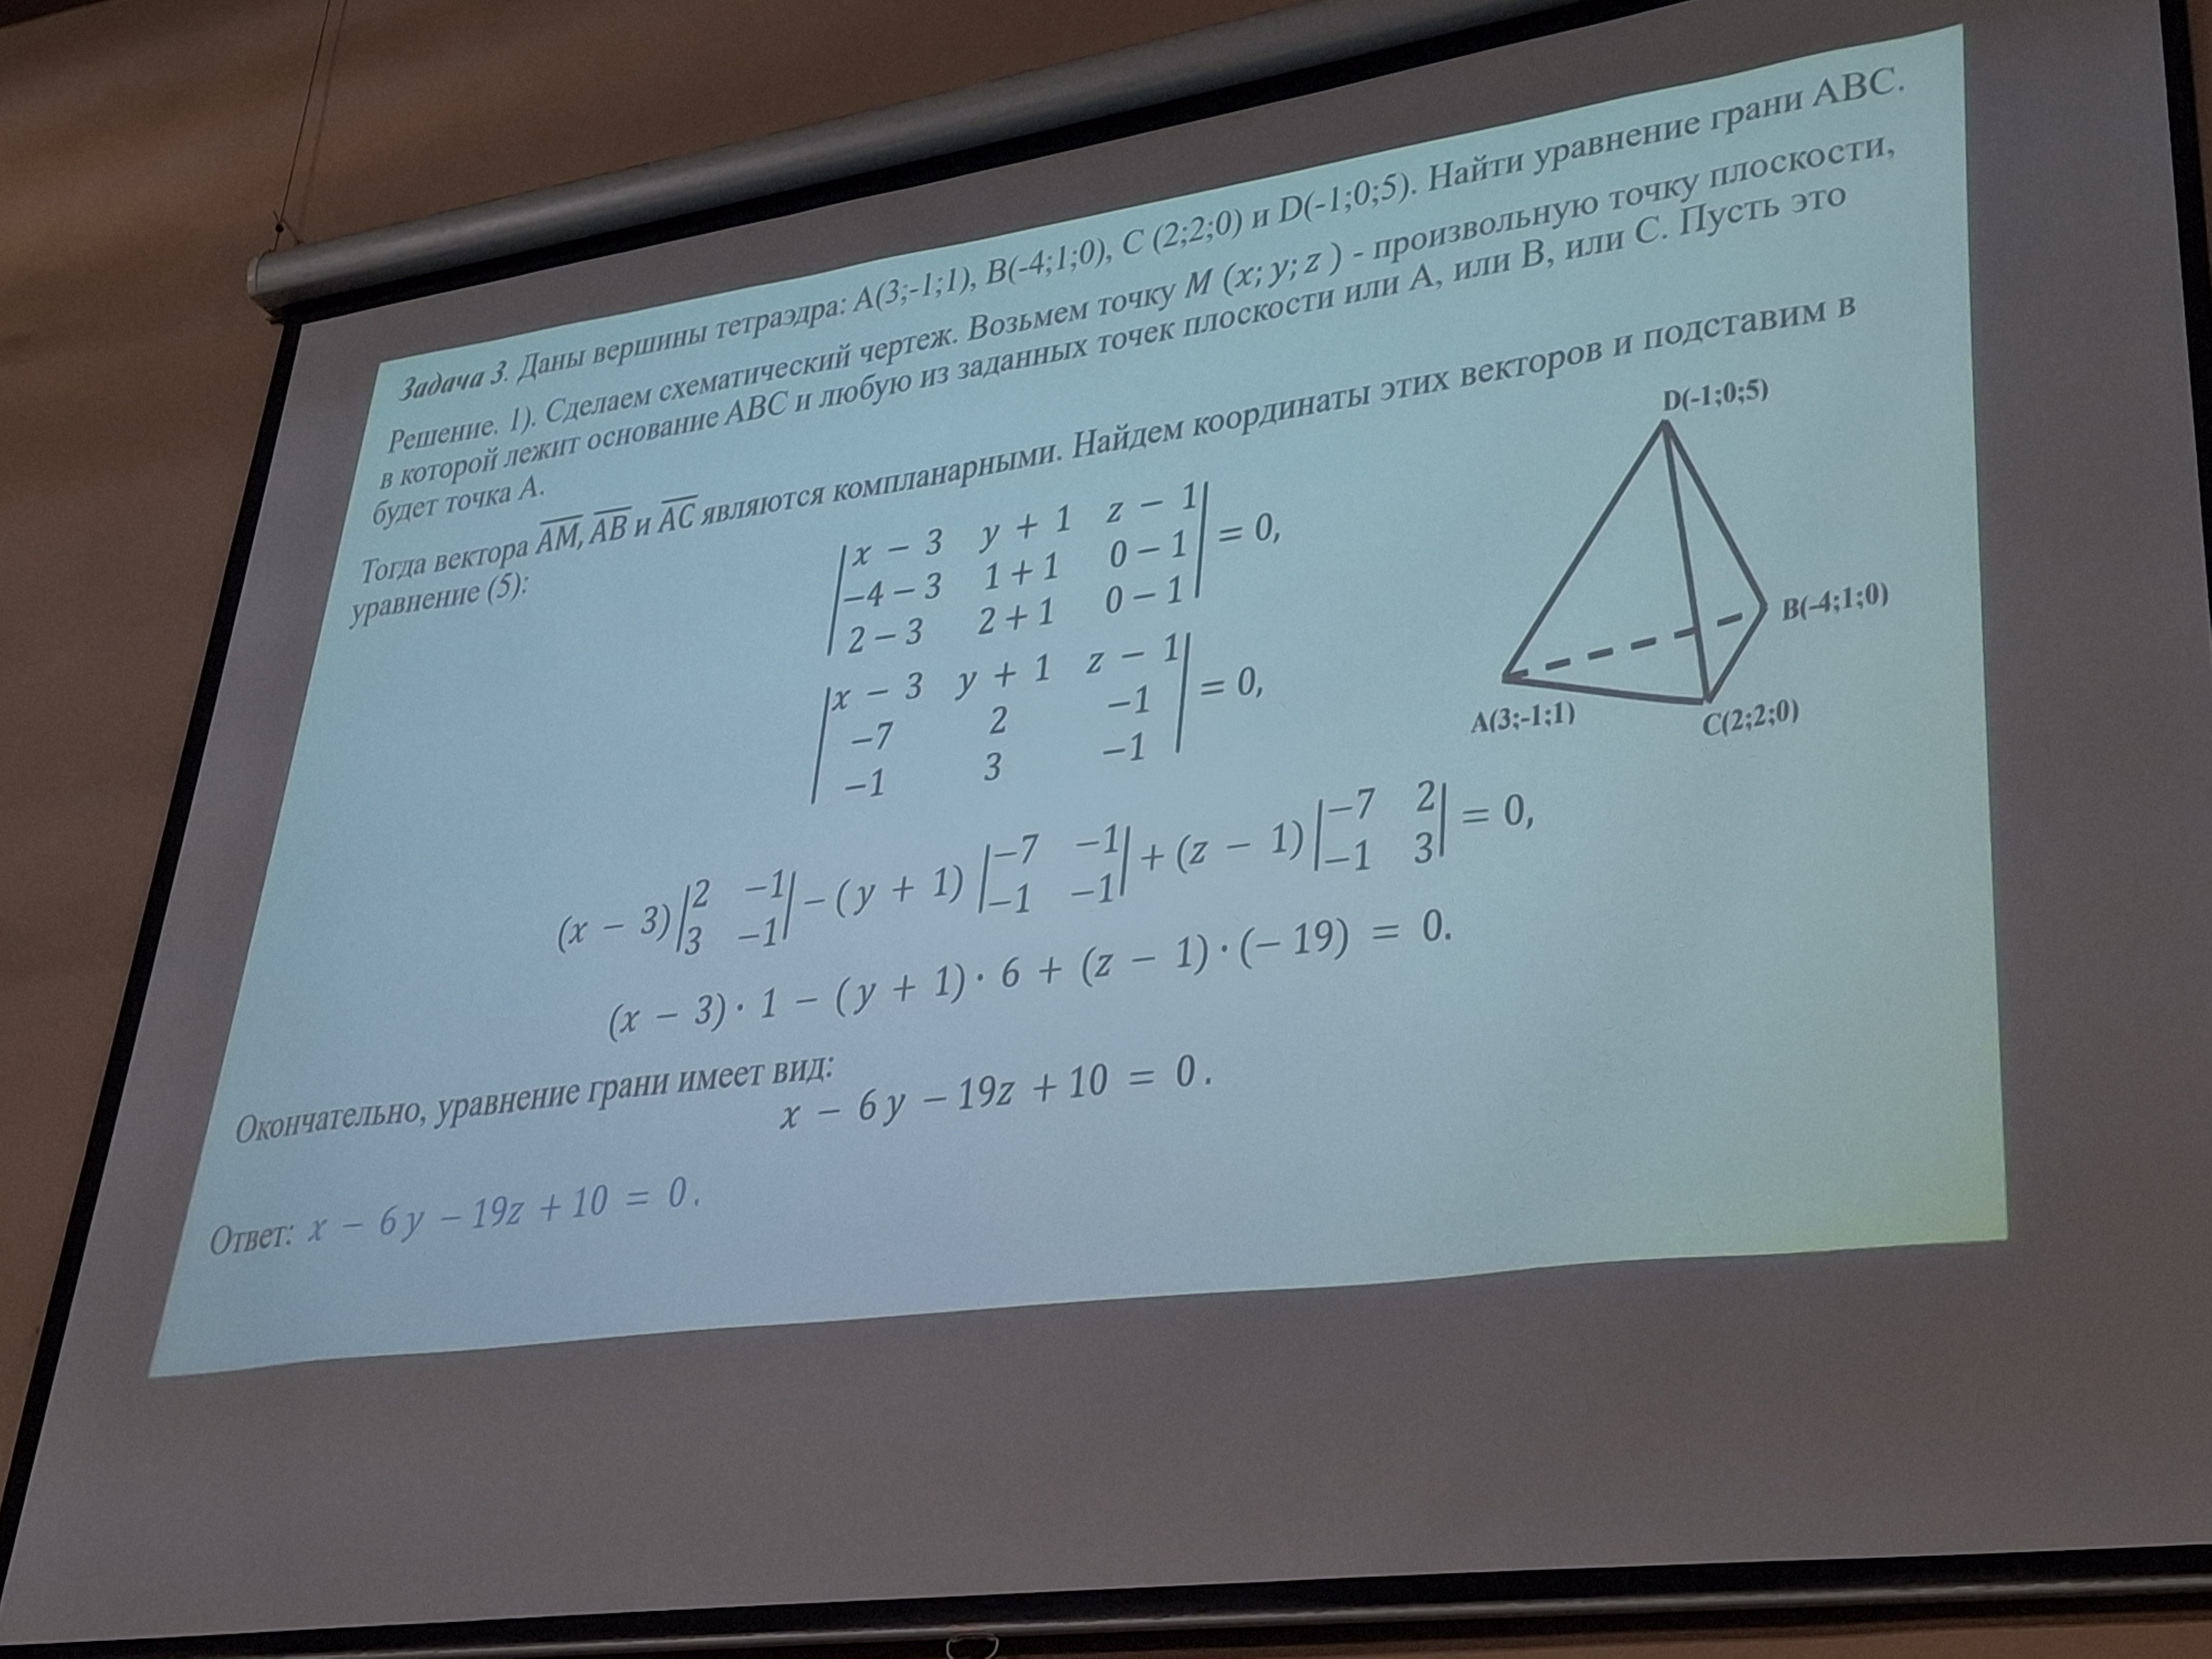 Задача 3. Даны вершины тетраэдра: A(3;-1;1), B(-4;1;0), C (2;2;0) и D(-1;0;5). Найти уравнение грани ABC.
Решение. 1). Сделаем схематический чертеж. Возьмем точку M (x; y; z ) - произвольную точку плоскости,
в которой лежит основание ABC и любую из заданных точек плоскости или A, или B, или C. Пусть это
будет точка A.
Тогда вектора AM, AB и AC являются компланарными. Найдем координаты этих векторов и подставим в
уравнение (5):
|x − 3 y + 1 z − 1|
|−4 − 3 1 + 1 0 − 1| = 0,
|2 − 3 2 + 1 0 − 1|
|x − 3 y + 1 z − 1|
|−7 2 −1| = 0,
|−1 3 −1|
D(-1;0;5)
B(-4;1;0)
A(3;-1;1)
C(2;2;0)
(x − 3) |2 −1; 3 −1| − (y + 1) |−7 −1; −1 −1| + (z − 1) |−7 2; −1 3| = 0,
(x − 3) · 1 − (y + 1) · 6 + (z − 1) · (− 19) = 0.
Окончательно, уравнение грани имеет вид:
x − 6y − 19z + 10 = 0.
Ответ: x − 6y − 19z + 10 = 0.